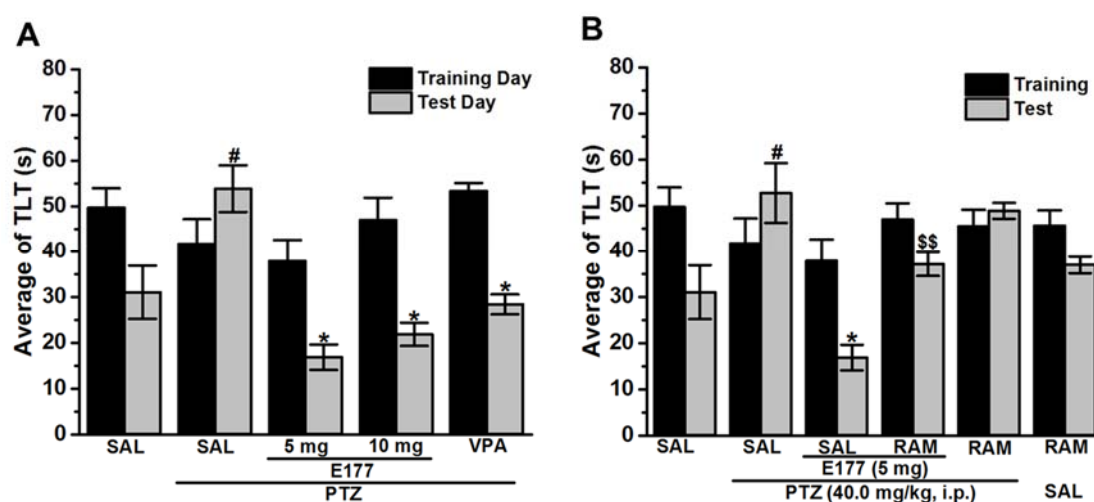 A
Average of TLT (s)
80
70
60
50
40
30
20
10
0
Training Day
Test Day
#
*
*
*
SAL SAL 5 mg 10 mg VPA
E177
PTZ
B
Average of TLT (s)
80
70
60
50
40
30
20
10
0
Training
Test
#
*
$$
SAL SAL SAL RAM RAM RAM
E177 (5 mg)
PTZ (40.0 mg/kg, i.p.) SAL